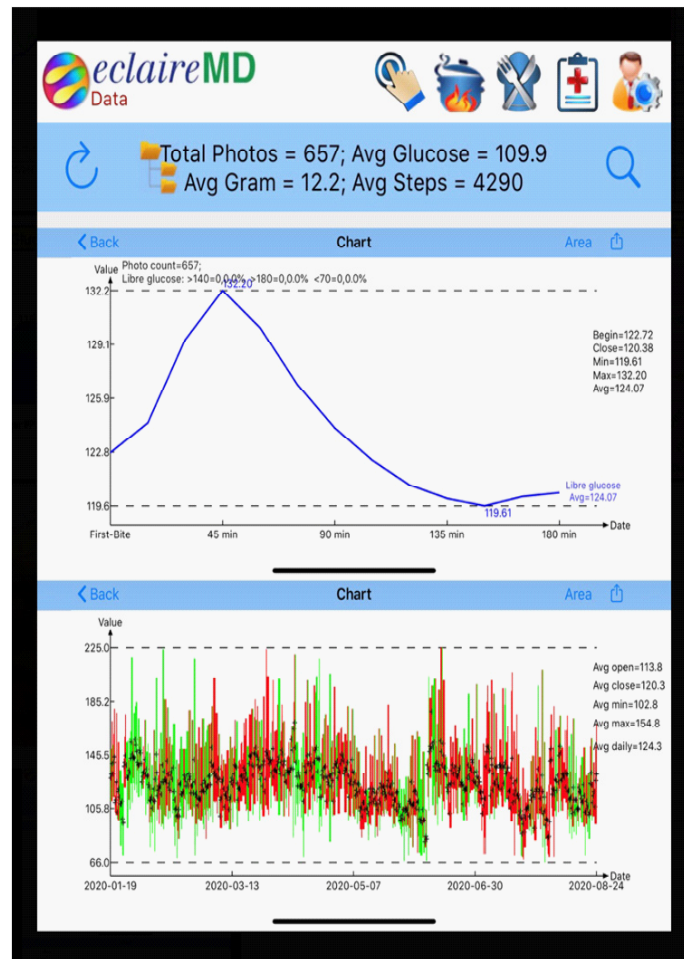 eclaireMD
Data
Total Photos = 657; Avg Glucose = 109.9
Avg Gram = 12.2; Avg Steps = 4290
Back Chart Area
Value Photo count=657;
Libre glucose: >140=0,0.0% >180=0,0.0% <70=0,0.0%
132.20
132.2
129.1
125.9
122.8
119.6
Begin=122.72
Close=120.38
Min=119.61
Max=132.20
Avg=124.07
Libre glucose
Avg=124.07
119.61
Date
First-Bite 45 min 90 min 135 min 180 min
Back Chart Area
Value
225.0
185.2
145.5
105.8
66.0
Avg open=113.8
Avg close=120.3
Avg min=102.8
Avg max=154.8
Avg daily=124.3
Date
2020-01-19 2020-03-13 2020-05-07 2020-06-30 2020-08-24